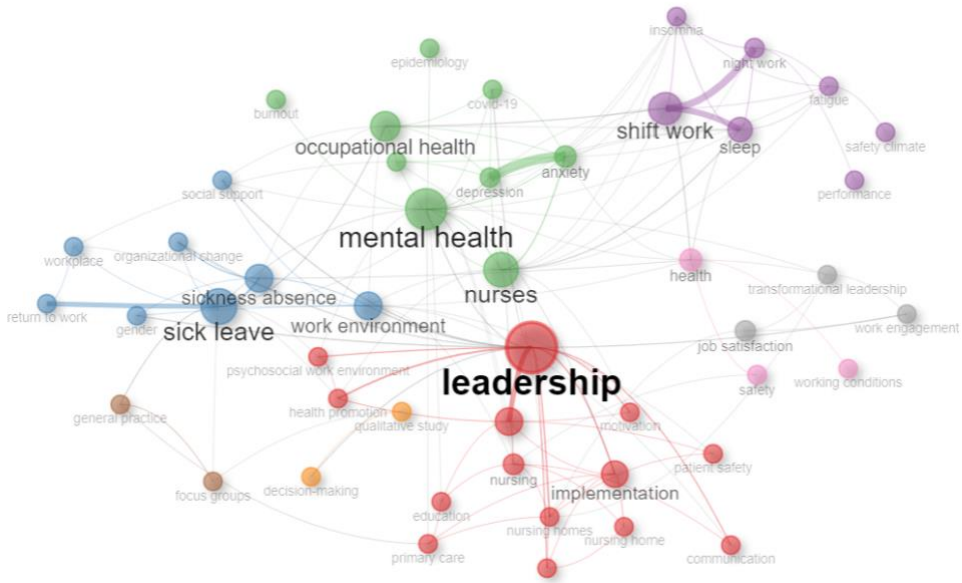 insomnia
night work
epidemiology
fatigue
covid-19
burnout
shift work
occupational health
sleep
safety climate
anxiety
depression
social support
performance
mental health
organizational change
workplace
health
transformational leadership
nurses
sickness absence
return to work
gender
sick leave
work environment
work engagement
job satisfaction
psychosocial work environment
leadership
working conditions
safety
health promotion
general practice
qualitative study
motivation
patient safety
nursing
decision-making
implementation
focus groups
education
nursing homes
nursing home
primary care
communication